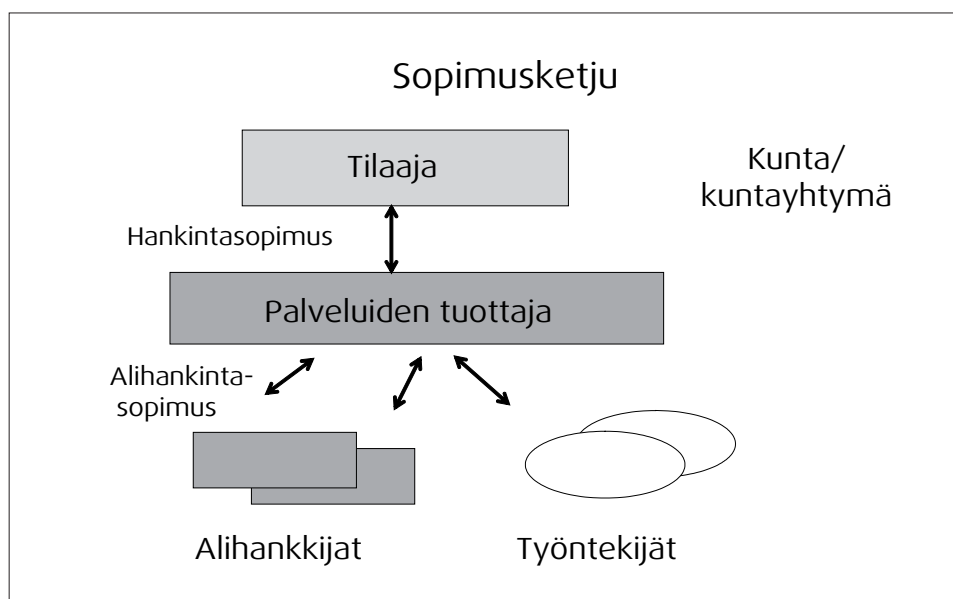 Sopimusketju
Tilaaja
Kunta/
kuntayhtymä
Hankintasopimus
Palveluiden tuottaja
Alihankinta-
sopimus
Alihankkijat
Työntekijät